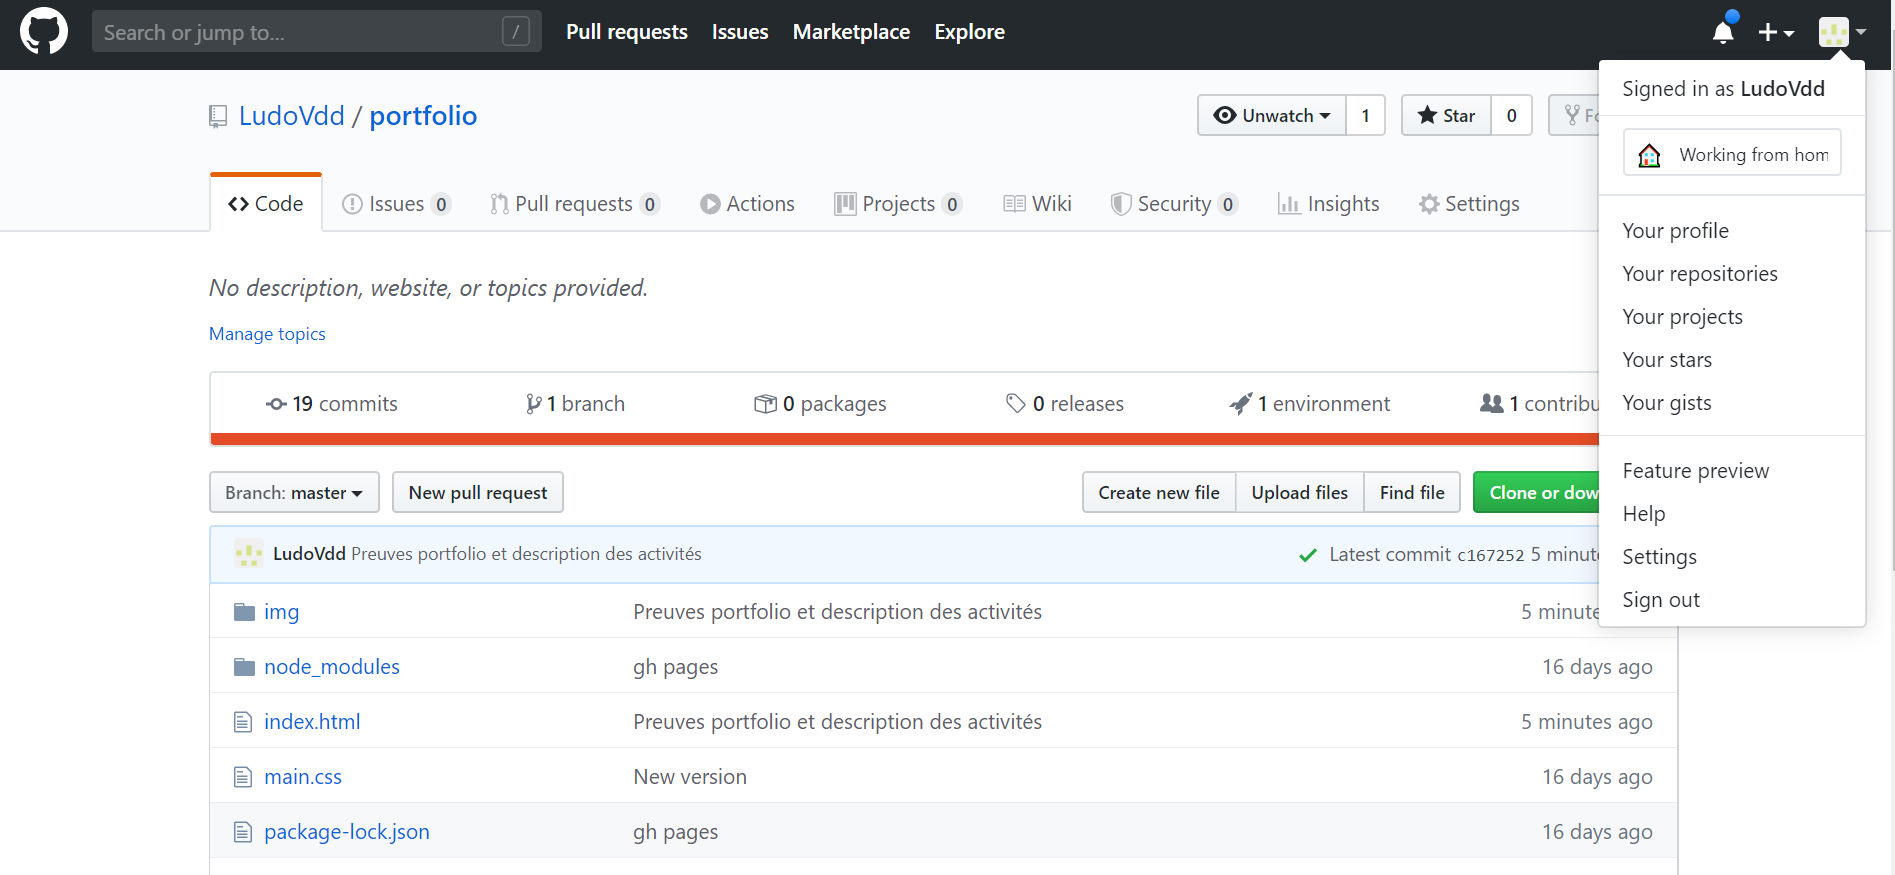 Search or jump to... / Pull requests Issues Marketplace Explore
Signed in as LudoVdd
LudoVdd / portfolio Unwatch 1 Star 0
Working from hom
Code Issues 0 Pull requests 0 Actions Projects 0 Wiki Security 0 Insights Settings
Your profile
Your repositories
Your projects
Your stars
Your gists
Feature preview
Help
Settings
Sign out
No description, website, or topics provided.
Manage topics
19 commits 1 branch 0 packages 0 releases 1 environment 1 contribu
Branch: master New pull request Create new file Upload files Find file Clone or dow
LudoVdd Preuves portfolio et description des activités Latest commit c167252 5 minute
img Preuves portfolio et description des activités 5 minute
node_modules gh pages 16 days ago
index.html Preuves portfolio et description des activités 5 minutes ago
main.css New version 16 days ago
package-lock.json gh pages 16 days ago